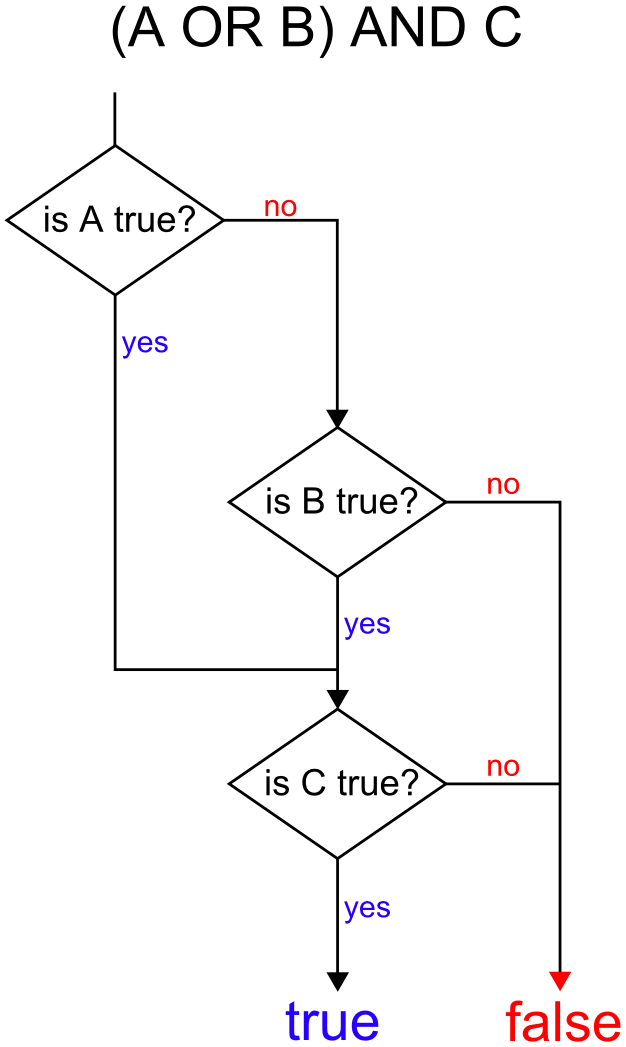 (A OR B) AND C
is A true?
no
yes
is B true?
no
yes
is C true?
no
yes
true
false